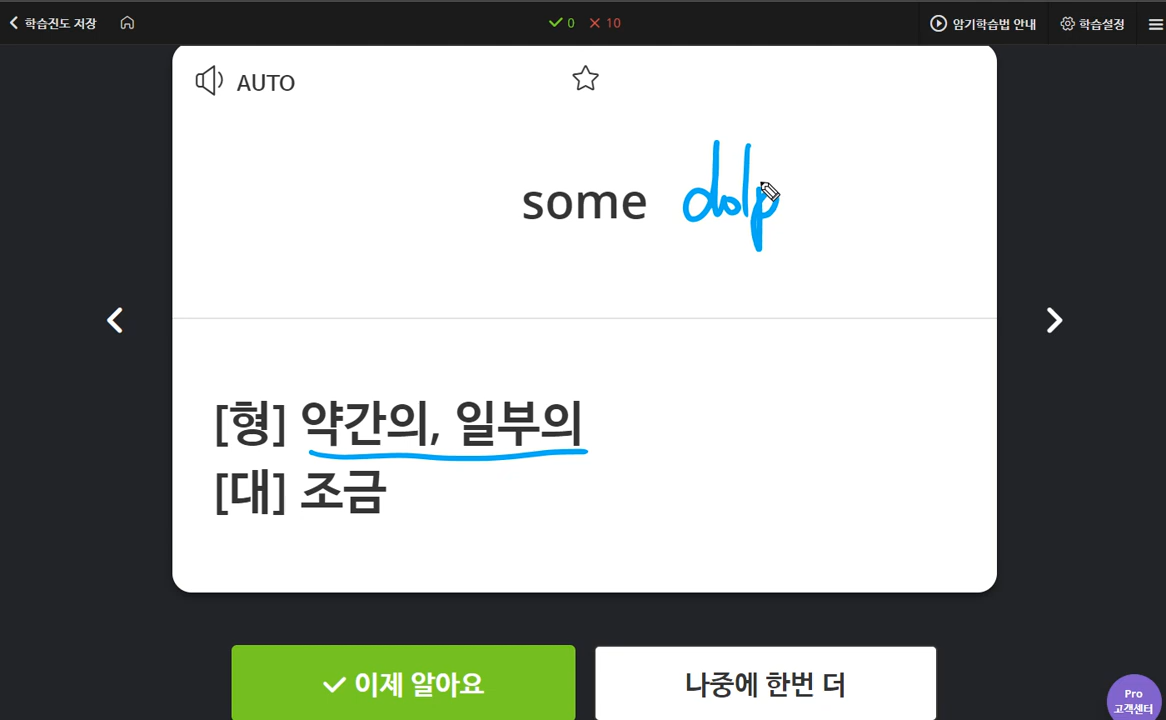 학습진도 저장 0 10 암기학습법 안내 학습설정
AUTO
some dolp
[형] 약간의, 일부의
[대] 조금
이제 알아요 나중에 한번 더
Pro
고객센터